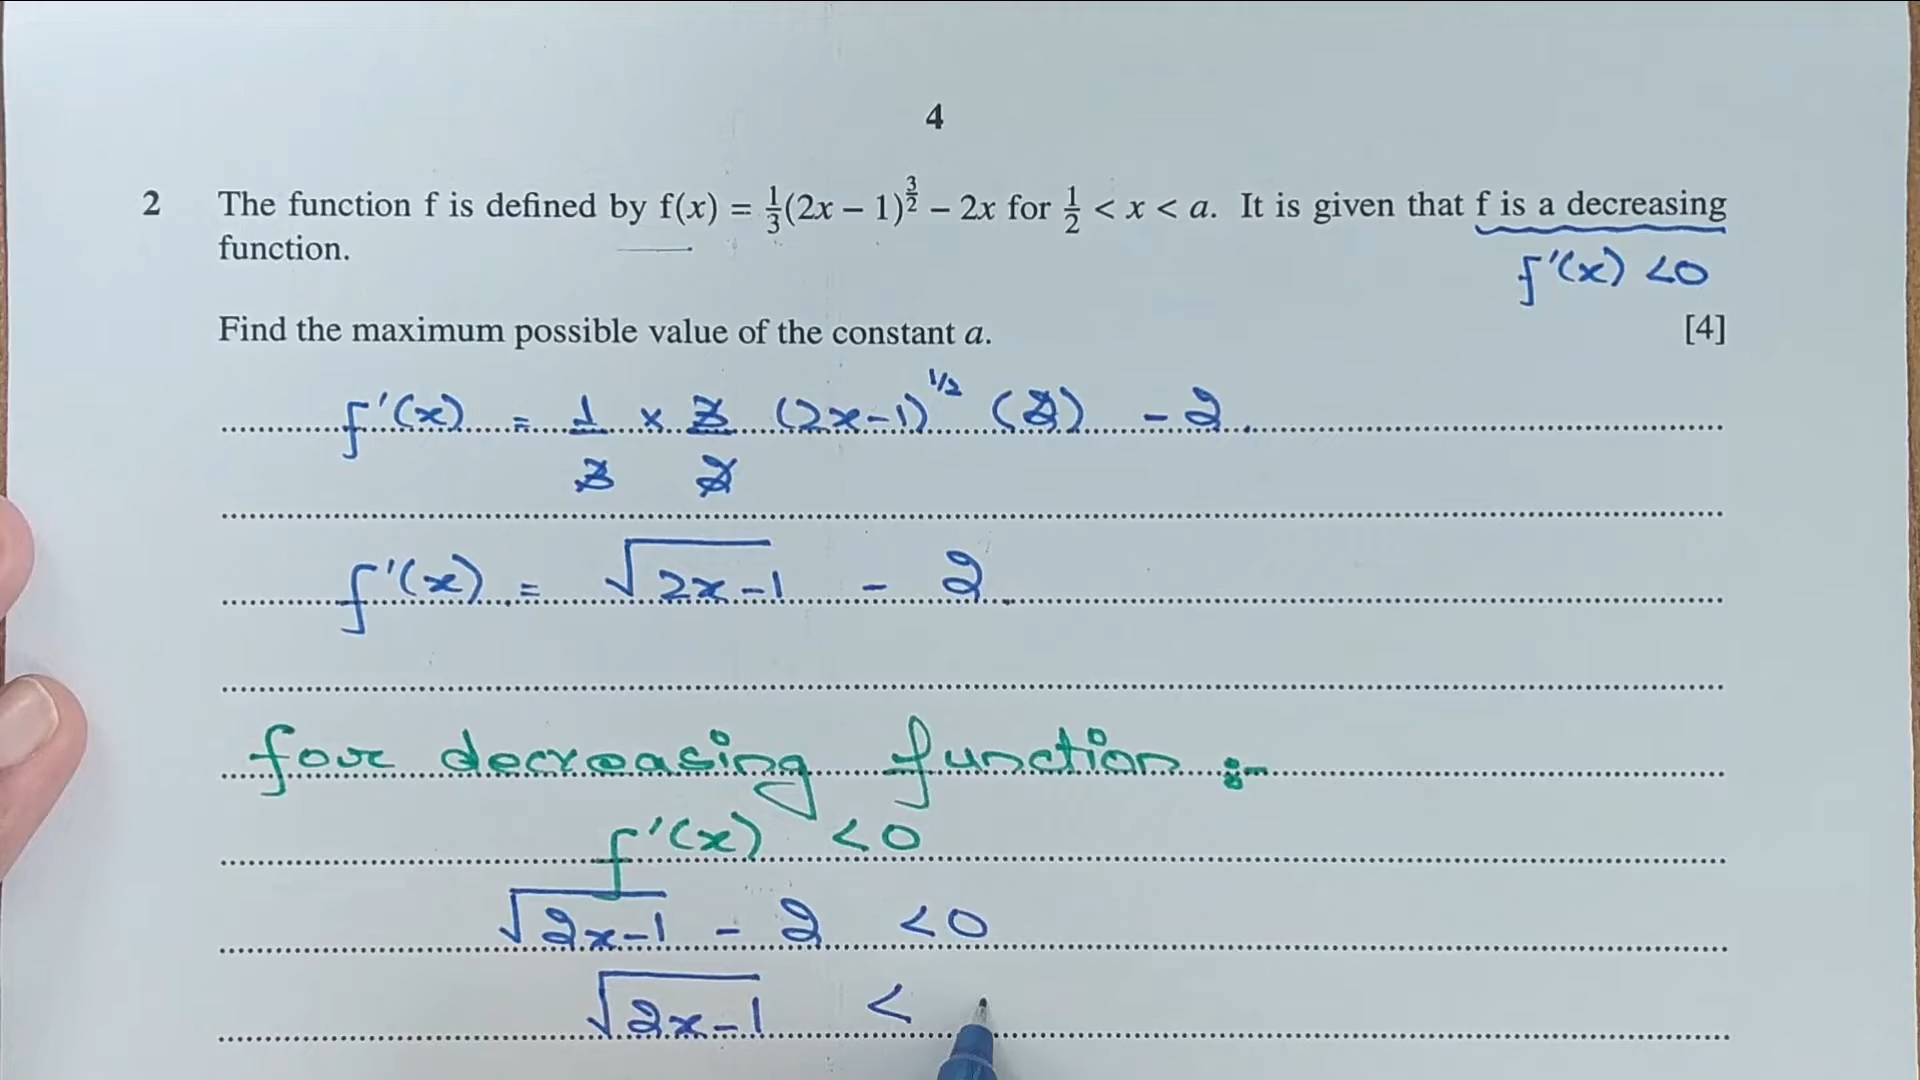 4
2 The function f is defined by f(x) = 1/3(2x − 1)^(3/2) − 2x for 1/2 < x < a. It is given that f is a decreasing
function.
f'(x) <0
Find the maximum possible value of the constant a. [4]
f'(x) = 1/3 × 3/2 (2x-1)^1/2 (2) - 2
f'(x) = √(2x-1) - 2
for decreasing function :-
f'(x) <0
√(2x-1) - 2 <0
√(2x-1) <